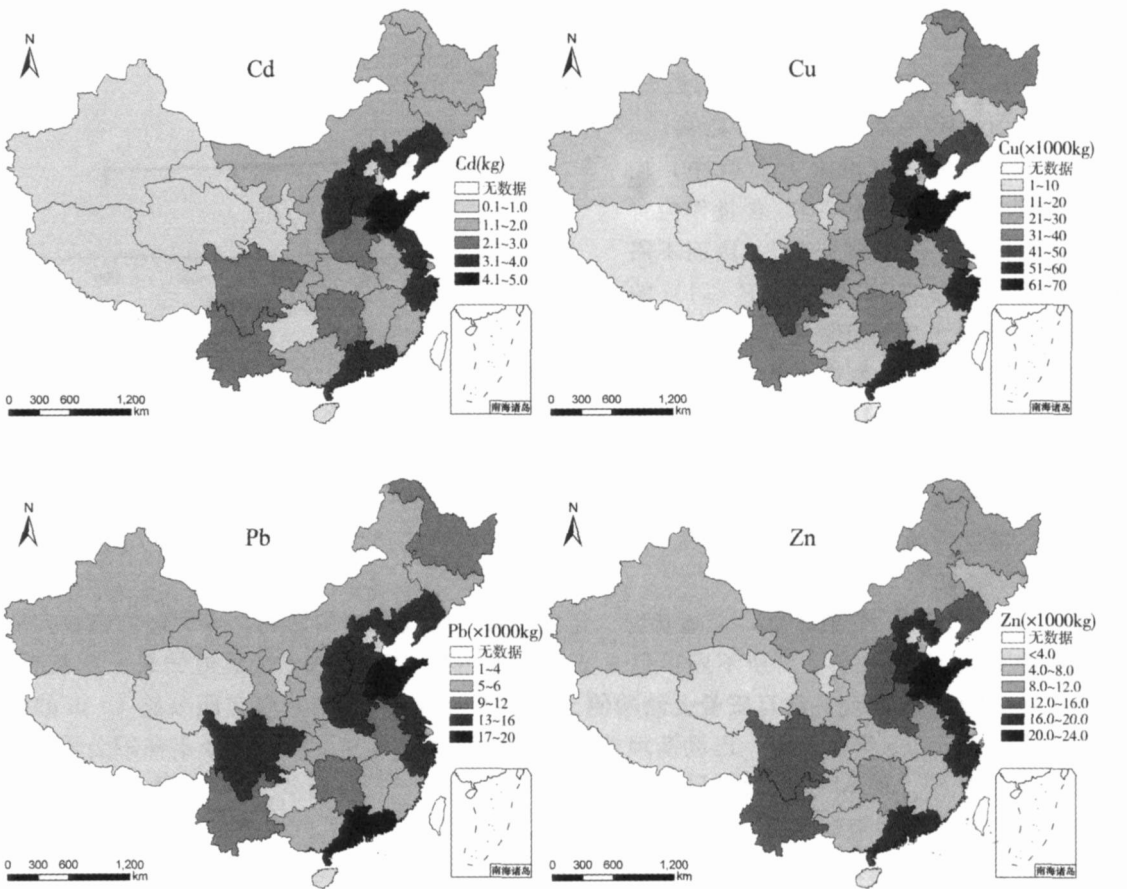 N
Cd
Cd(kg)
无数据
0.1~1.0
1.1~2.0
2.1~3.0
3.1~4.0
4.1~5.0
0 300 600 1,200
km
南海诸岛
N
Cu
Cu(×1000kg)
无数据
1~10
11~20
21~30
31~40
41~50
51~60
61~70
0 300 600 1,200
km
南海诸岛
N
Pb
Pb(×1000kg)
无数据
1~4
5~6
9~12
13~16
17~20
0 300 600 1,200
km
南海诸岛
N
Zn
Zn(×1000kg)
无数据
<4.0
4.0~8.0
8.0~12.0
12.0~16.0
16.0~20.0
20.0~24.0
0 300 600 1,200
km
南海诸岛